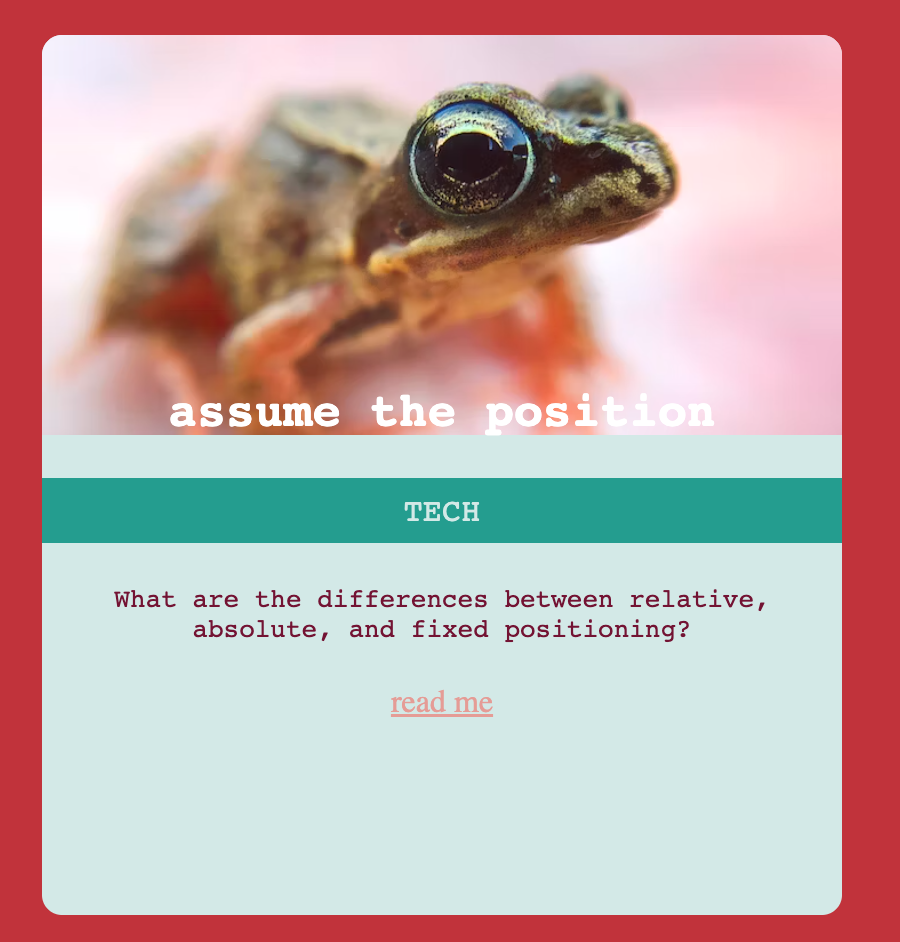 assume the position
TECH
What are the differences between relative,
absolute, and fixed positioning?
read me